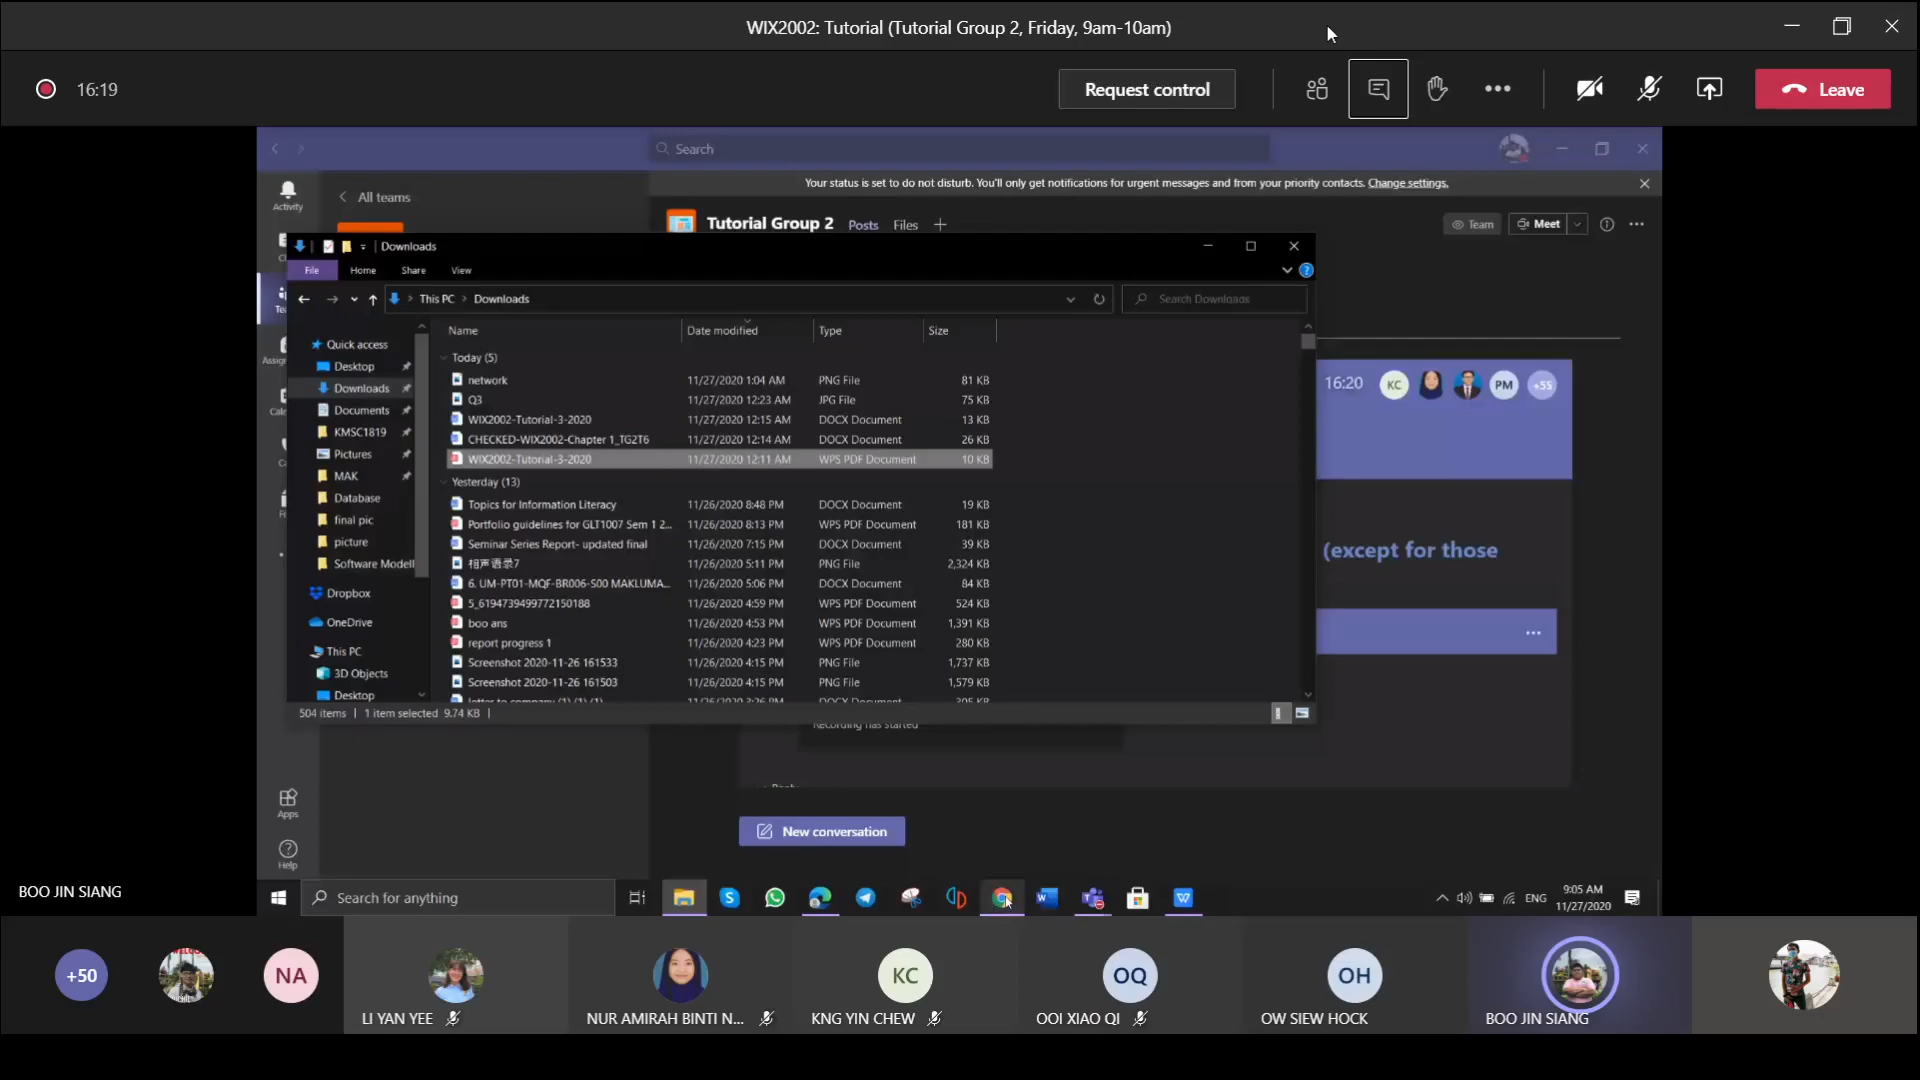 WIX2002: Tutorial (Tutorial Group 2, Friday, 9am-10am)
16:19
Request control
Leave
Search
Your status is set to do not disturb. You'll only get notifications for urgent messages and from your priority contacts. Change settings.
Activity
All teams
Tutorial Group 2
Posts
Files
Team
Meet
Downloads
File
Home
Share
View
This PC > Downloads
Search Downloads
Name
Date modified
Type
Size
Quick access
Desktop
Downloads
Documents
KMSC1819
Pictures
MAK
Database
final pic
picture
Software Modell
Dropbox
OneDrive
This PC
3D Objects
Desktop
Today (5)
network 11/27/2020 1:04 AM PNG File 81 KB
Q3 11/27/2020 12:23 AM JPG File 75 KB
WIX2002-Tutorial-3-2020 11/27/2020 12:15 AM DOCX Document 13 KB
CHECKED-WIX2002-Chapter 1_TG2T6 11/27/2020 12:14 AM DOCX Document 26 KB
WIX2002-Tutorial-3-2020 11/27/2020 12:11 AM WPS PDF Document 10 KB
Yesterday (13)
Topics for Information Literacy 11/26/2020 8:48 PM DOCX Document 19 KB
Portfolio guidelines for GLT1007 Sem 1 2... 11/26/2020 8:13 PM WPS PDF Document 181 KB
Seminar Series Report- updated final 11/26/2020 7:15 PM DOCX Document 39 KB
相声语录7 11/26/2020 5:11 PM PNG File 2,324 KB
6. UM-PT01-MQF-BR006-S00 MAKLUMA... 11/26/2020 5:06 PM DOCX Document 84 KB
5_6194739499772150188 11/26/2020 4:59 PM WPS PDF Document 524 KB
boo ans 11/26/2020 4:53 PM WPS PDF Document 1,391 KB
report progress 1 11/26/2020 4:23 PM WPS PDF Document 280 KB
Screenshot 2020-11-26 161533 11/26/2020 4:15 PM PNG File 1,737 KB
Screenshot 2020-11-26 161503 11/26/2020 4:15 PM PNG File 1,579 KB
504 items
1 item selected 9.74 KB
16:20
KC
PM
+55
(except for those
Recording has started
New conversation
Apps
Help
BOO JIN SIANG
Search for anything
ENG
9:05 AM
11/27/2020
+50
NA
LI YAN YEE
NUR AMIRAH BINTI N...
KC
KNG YIN CHEW
OQ
OOI XIAO QI
OH
OW SIEW HOCK
BOO JIN SIANG